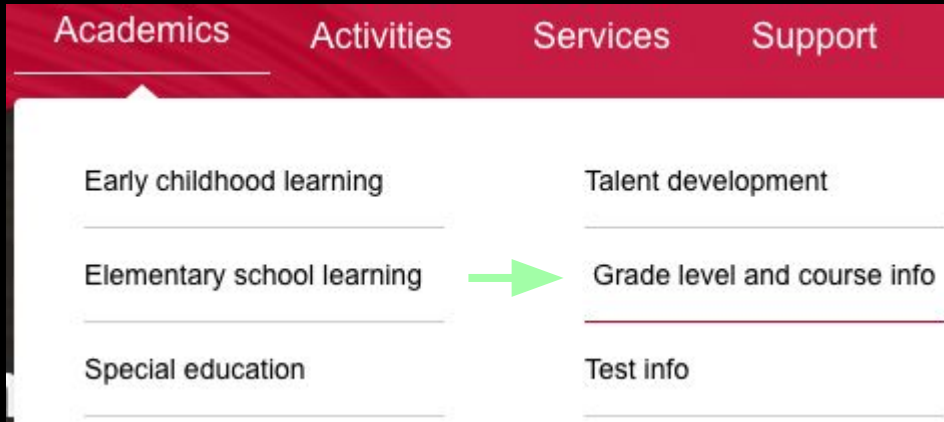 Academics Activities Services Support
Early childhood learning
Talent development
Elementary school learning
Grade level and course info
Special education
Test info